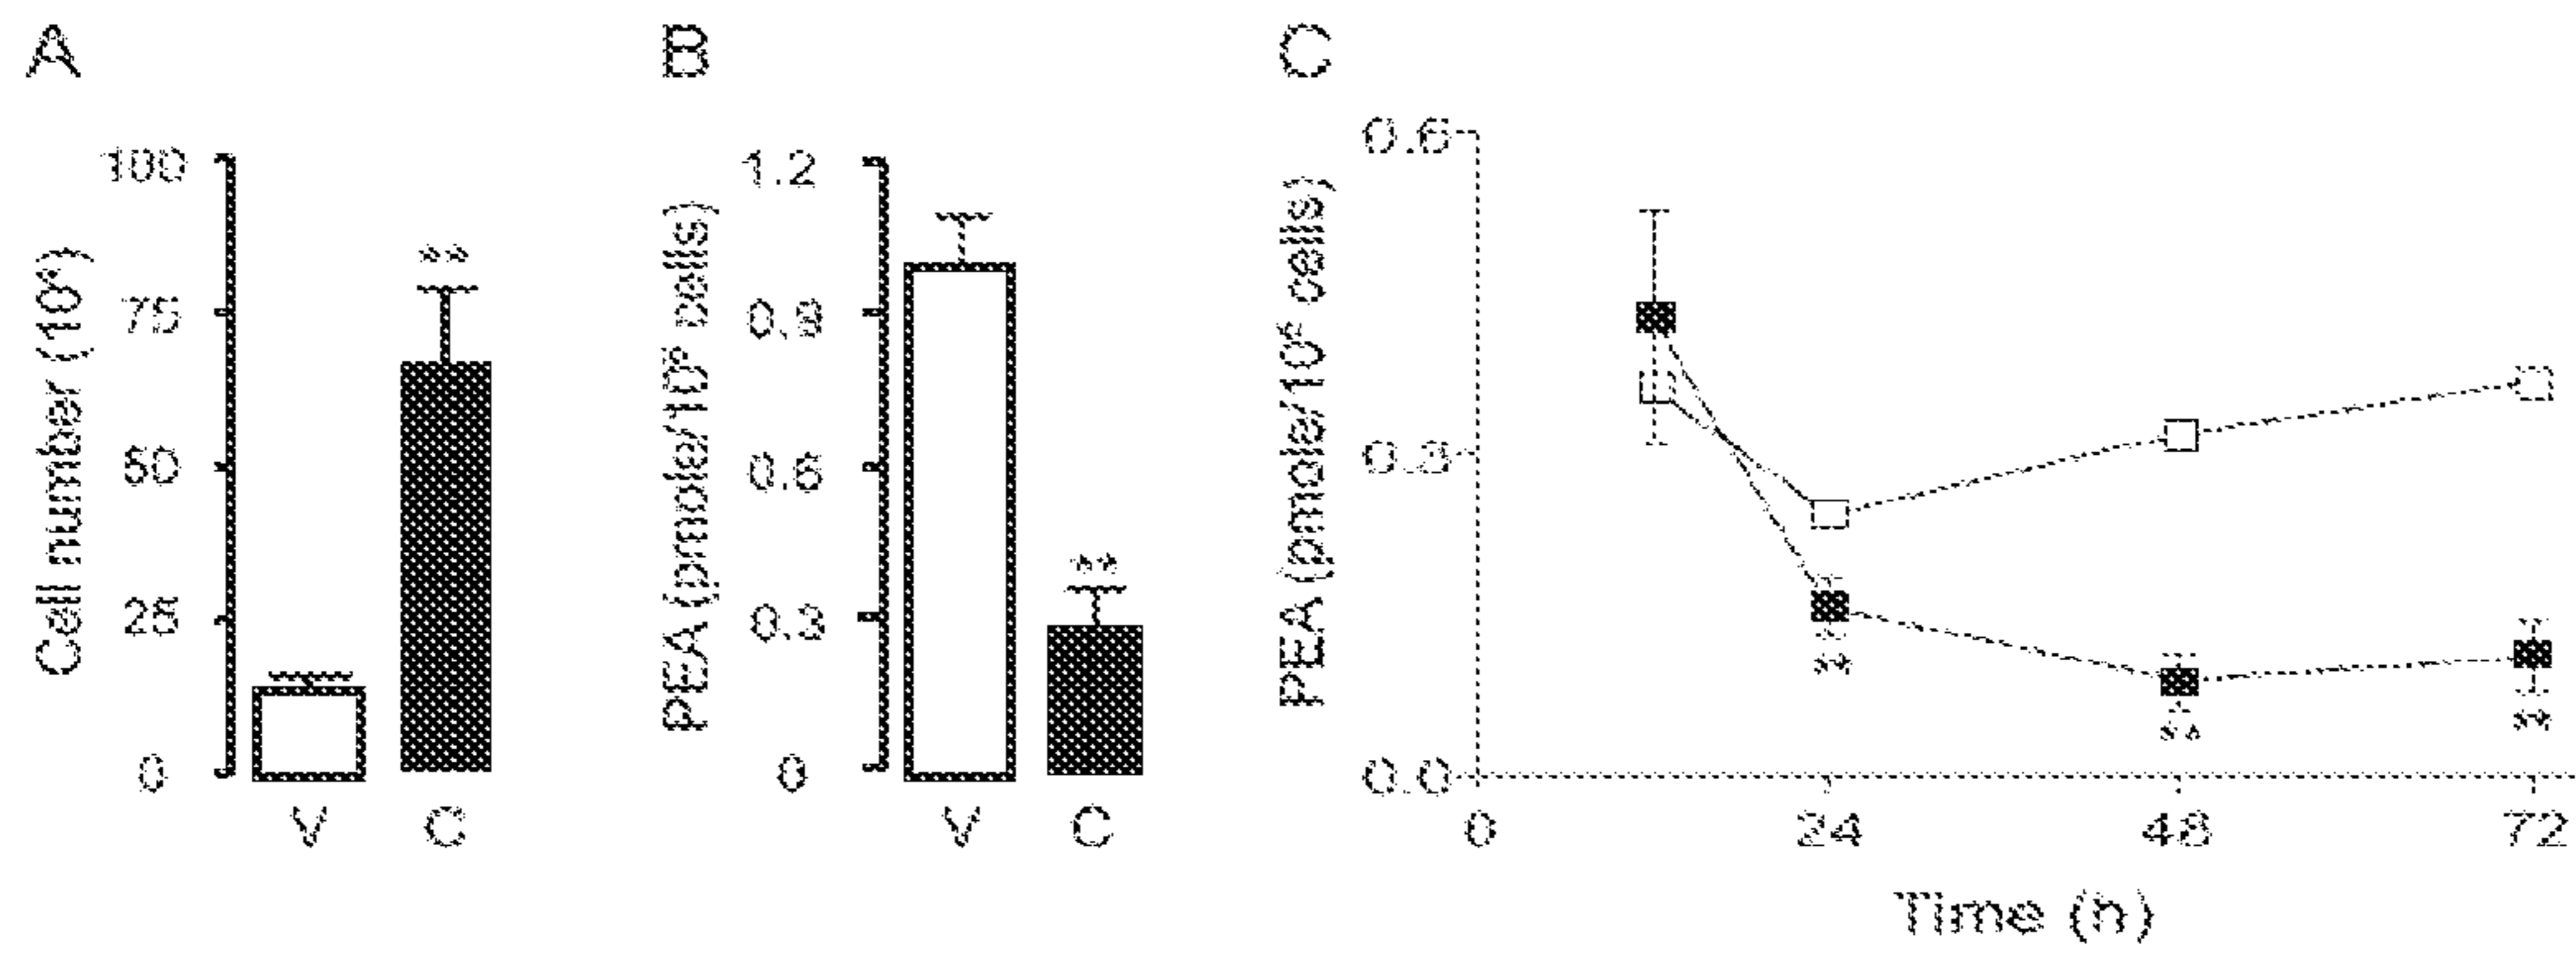 A
100
75
50
25
0
Cell number (10⁴)
**
V
C
B
1.2
0.9
0.6
0.3
0
PEA (pmole/10⁶ cells)
**
V
C
C
0.6
0.3
0.0
PEA (pmole/10⁶ cells)
**
**
**
0
24
48
72
Time (h)